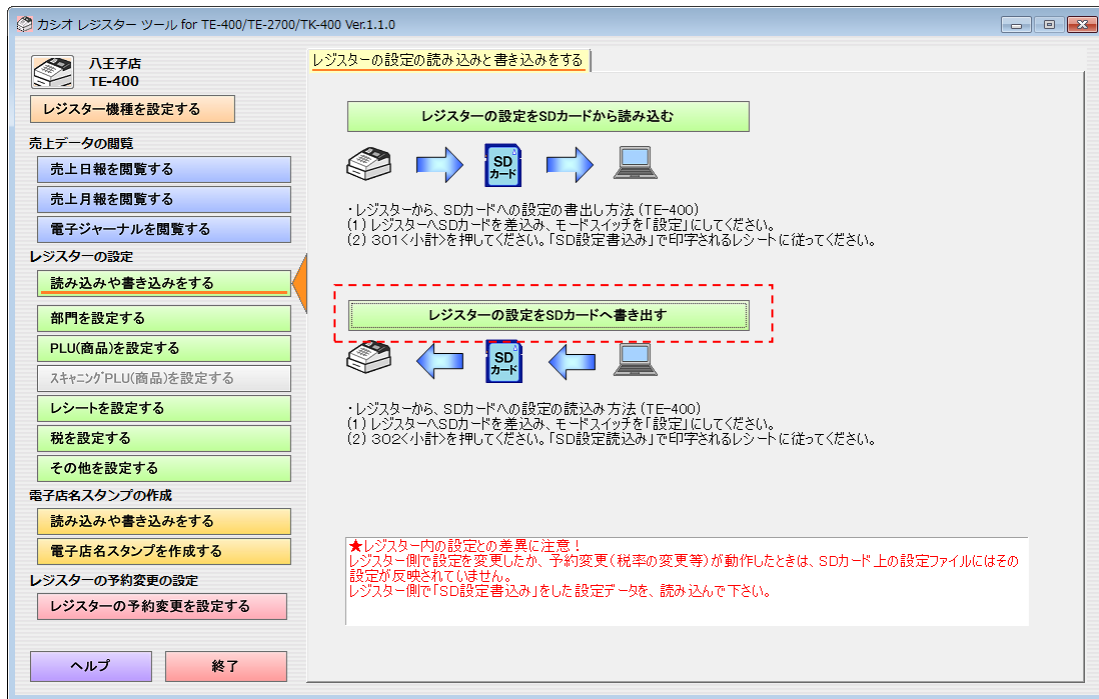 カシオ レジスター ツール for TE-400/TE-2700/TK-400 Ver.1.1.0
八王子店
TE-400
レジスター機種を設定する
売上データの閲覧
売上日報を閲覧する
売上月報を閲覧する
電子ジャーナルを閲覧する
レジスターの設定
読み込みや書き込みをする
部門を設定する
PLU(商品)を設定する
スキャニングPLU(商品)を設定する
レシートを設定する
税を設定する
その他を設定する
電子店名スタンプの作成
読み込みや書き込みをする
電子店名スタンプを作成する
レジスターの予約変更の設定
レジスターの予約変更を設定する
ヘルプ
終了
レジスターの設定の読み込みと書き込みをする
レジスターの設定をSDカードから読み込む
SD
カード
・レジスターから、SDカードへの設定の書出し方法(TE-400)
(1)レジスターへSDカードを差込み、モードスイッチを「設定」にしてください。
(2)301<小計>を押してください。「SD設定書込み」で印字されるレシートに従ってください。
レジスターの設定をSDカードへ書き出す
SD
カード
・レジスターから、SDカードへの設定の読込み方法(TE-400)
(1)レジスターへSDカードを差込み、モードスイッチを「設定」にしてください。
(2)302<小計>を押してください。「SD設定読込み」で印字されるレシートに従ってください。
★レジスター内の設定との差異に注意!
レジスター側で設定を変更したか、予約変更(税率の変更等)が動作したときは、SDカード上の設定ファイルにはその
設定が反映されていません。
レジスター側で「SD設定書込み」をした設定データを、読み込んで下さい。